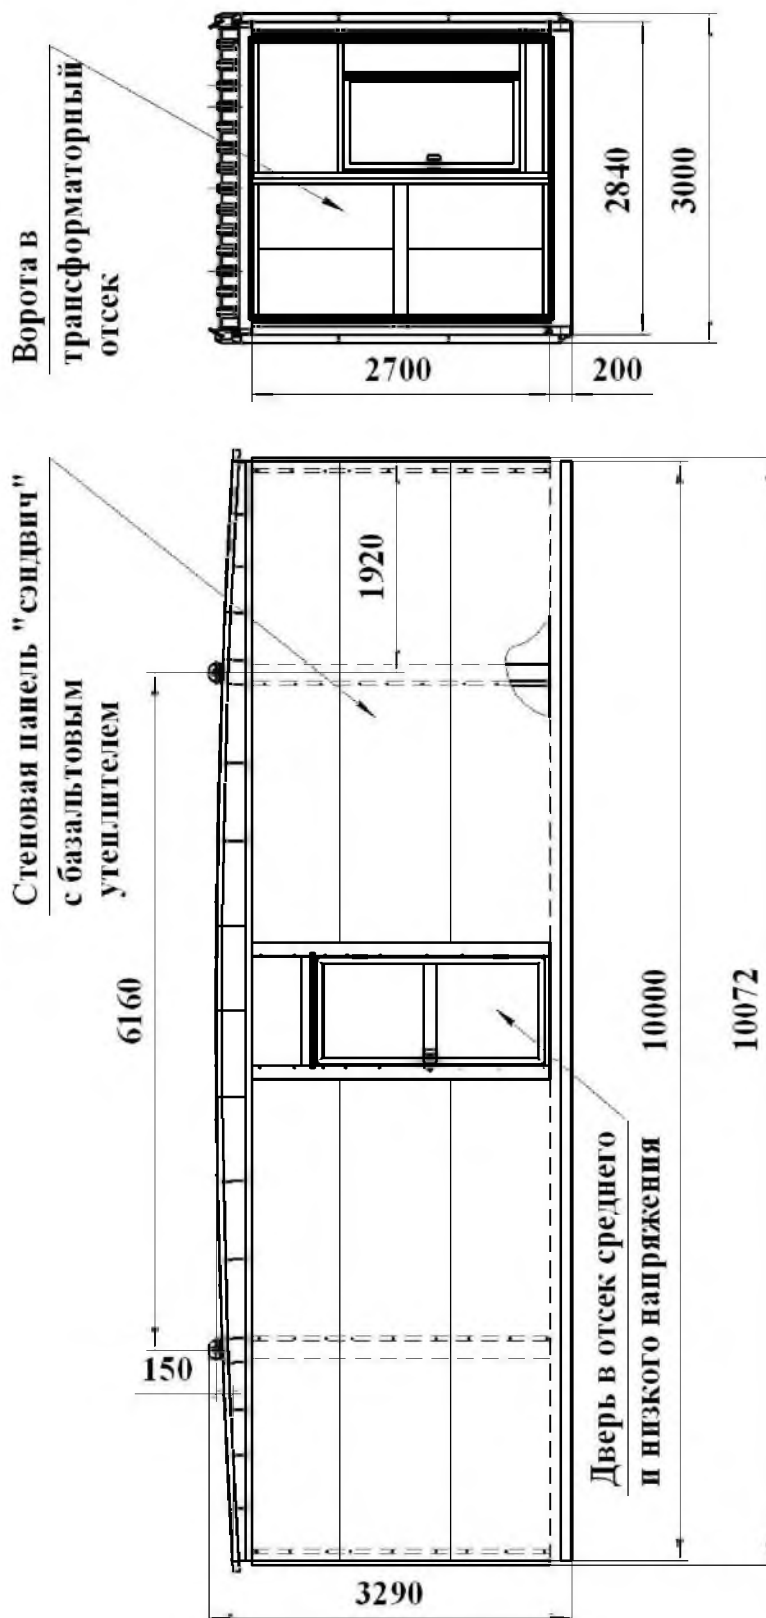 Ворота в
трансформаторный
отсек
2840
3000
2700
200
Стеновая панель "сэндвич"
с базальтовым
утеплителем
1920
6160
10000
10072
150
Дверь в отсек среднего
и низкого напряжения
3290